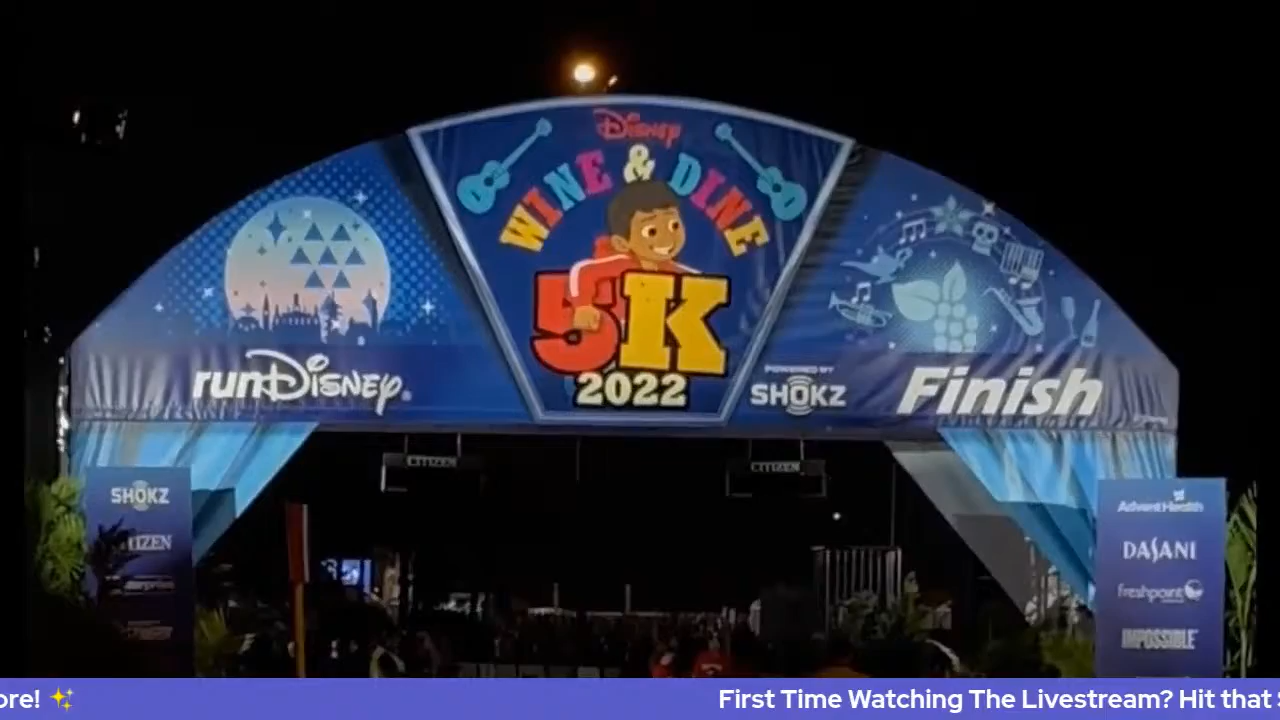 Disney
WINE & DINE
5K
2022
runDisney®
POWERED BY
SHOKZ
Finish
CITIZEN
CITIZEN
SHOKZ
CITIZEN
AdventHealth
DASANI
freshpoint
IMPOSSIBLE
ore! ✨
First Time Watching The Livestream? Hit that